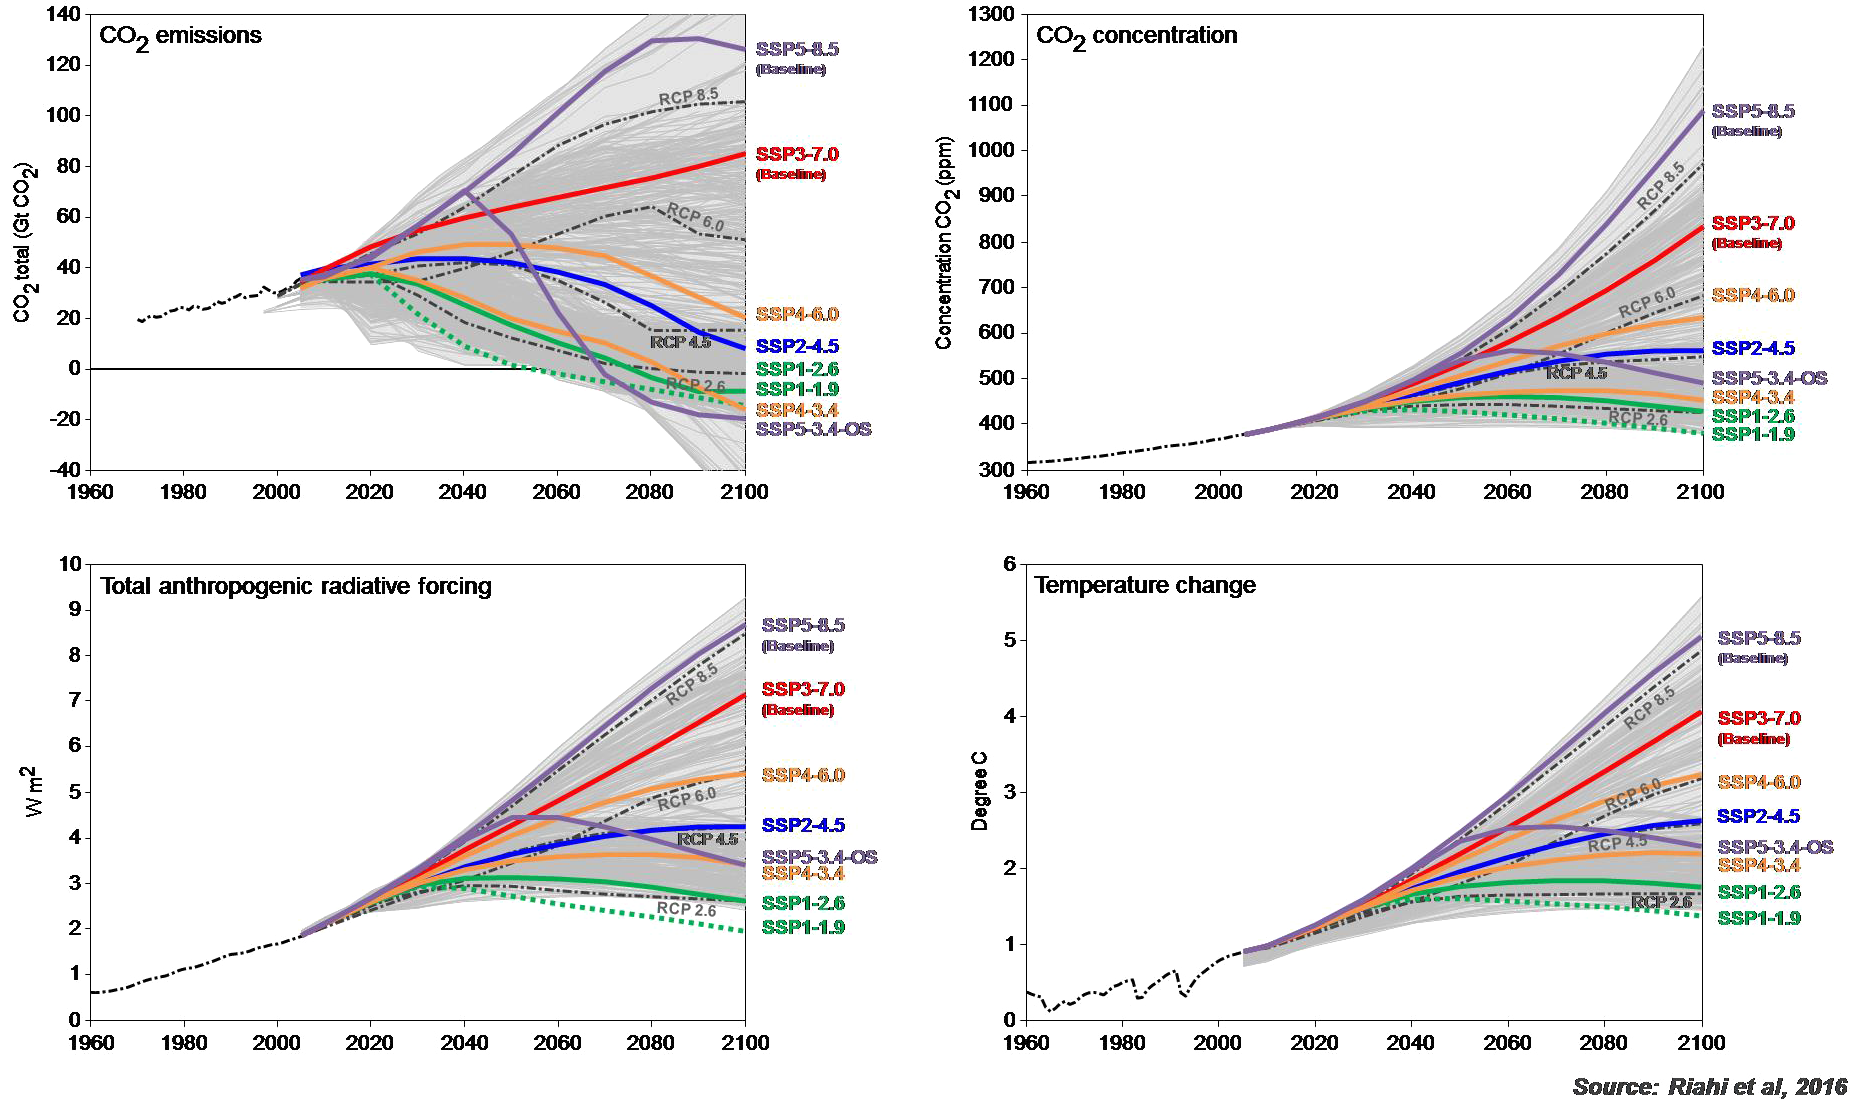 CO2 emissions
140
120
100
80
60
40
20
0
-20
-40
CO2 total (Gt CO2)
1960 1980 2000 2020 2040 2060 2080 2100
RCP 8.5
RCP 6.0
RCP 4.5
RCP 2.6
SSP5-8.5
(Baseline)
SSP3-7.0
(Baseline)
SSP4-6.0
SSP2-4.5
SSP1-2.6
SSP1-1.9
SSP4-3.4
SSP5-3.4-OS
CO2 concentration
1300
1200
1100
1000
900
800
700
600
500
400
300
Concentration CO2 (ppm)
1960 1980 2000 2020 2040 2060 2080 2100
RCP 8.5
RCP 6.0
RCP 4.5
RCP 2.6
SSP5-8.5
(Baseline)
SSP3-7.0
(Baseline)
SSP4-6.0
SSP2-4.5
SSP5-3.4-OS
SSP4-3.4
SSP1-2.6
SSP1-1.9
Total anthropogenic radiative forcing
10
9
8
7
6
5
4
3
2
1
0
W m2
1960 1980 2000 2020 2040 2060 2080 2100
RCP 8.5
RCP 6.0
RCP 4.5
RCP 2.6
SSP5-8.5
(Baseline)
SSP3-7.0
(Baseline)
SSP4-6.0
SSP2-4.5
SSP5-3.4-OS
SSP4-3.4
SSP1-2.6
SSP1-1.9
Temperature change
6
5
4
3
2
1
0
Degree C
1960 1980 2000 2020 2040 2060 2080 2100
RCP 8.5
RCP 6.0
RCP 4.5
RCP 2.6
SSP5-8.5
(Baseline)
SSP3-7.0
(Baseline)
SSP4-6.0
SSP2-4.5
SSP5-3.4-OS
SSP4-3.4
SSP1-2.6
SSP1-1.9
Source: Riahi et al, 2016